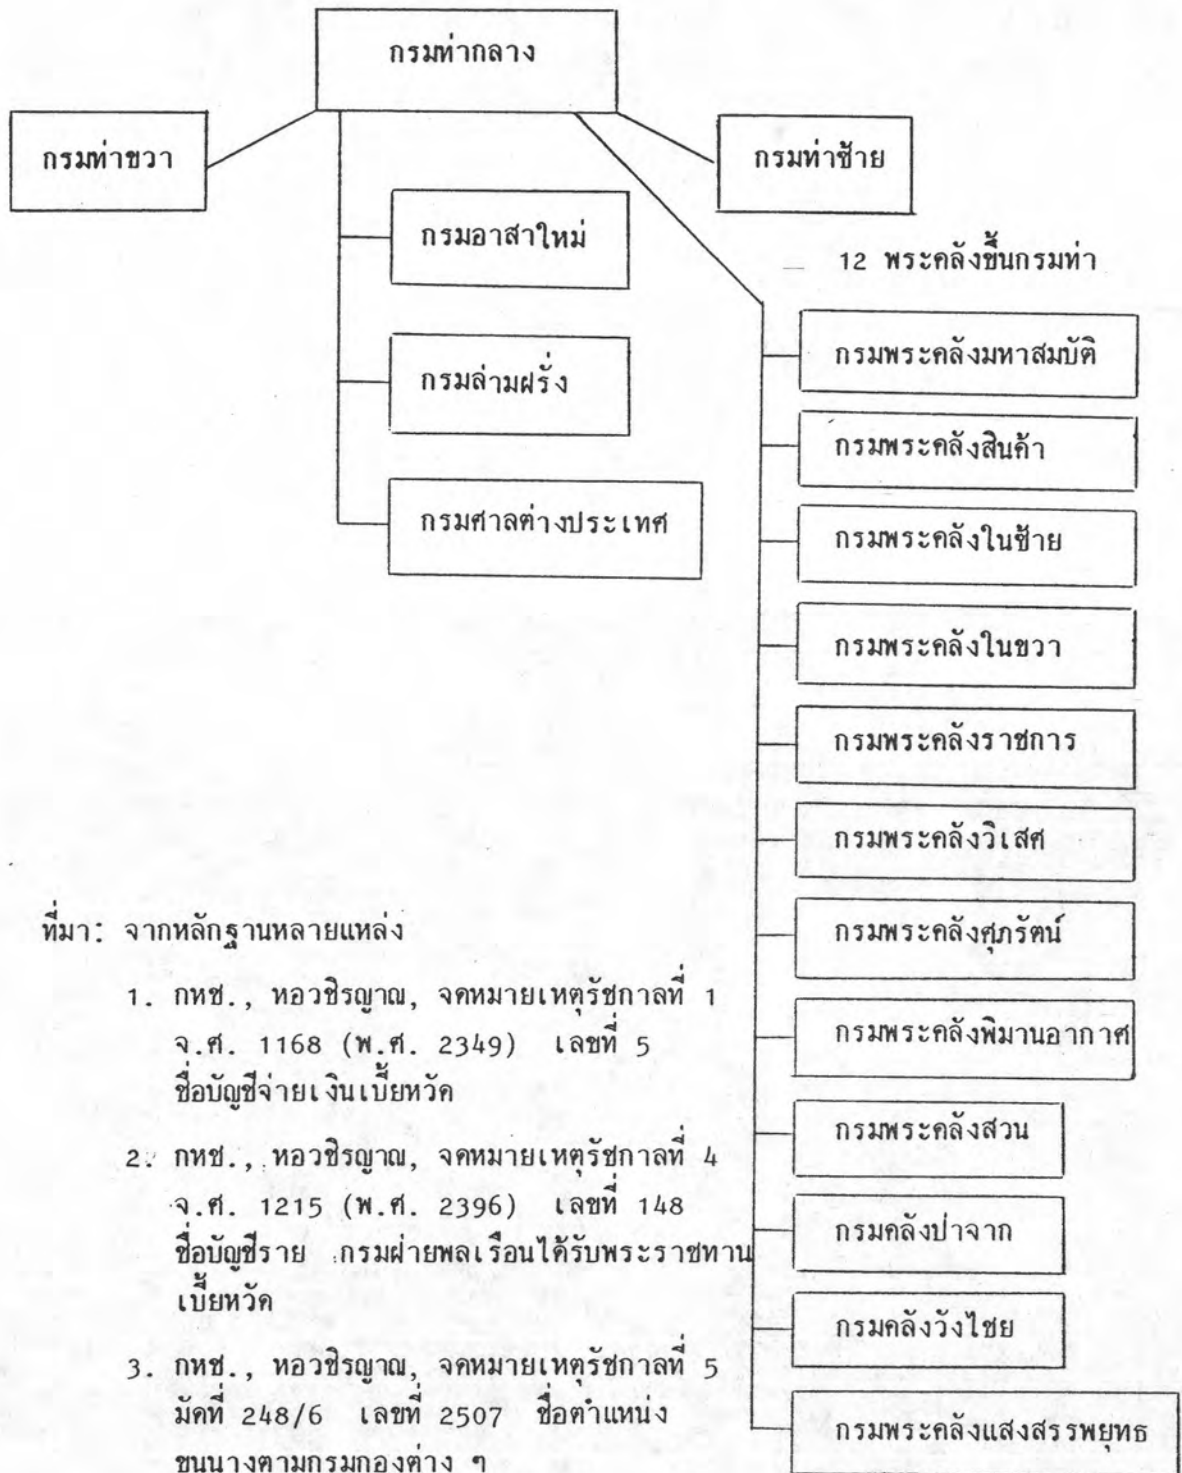 กรมท่ากลาง
กรมท่าขวา
กรมท่าซ้าย
กรมอาสาใหม่
กรมล่ามฝรั่ง
กรมศาลต่างประเทศ
12 พระคลังขึ้นกรมท่า
กรมพระคลังมหาสมบัติ
กรมพระคลังสินค้า
กรมพระคลังในซ้าย
กรมพระคลังในขวา
กรมพระคลังราชการ
กรมพระคลังวิเสศ
กรมพระคลังศุภรัตน์
กรมพระคลังพิมานอากาศ
กรมพระคลังสวน
กรมคลังป่าจาก
กรมคลังวังไชย
กรมพระคลังแสงสรรพยุทธ
ที่มา: จากหลักฐานหลายแหล่ง
1. กหช., หอวชิรญาณ, จดหมายเหตุรัชกาลที่ 1
จ.ศ. 1168 (พ.ศ. 2349) เลขที่ 5
ชื่อบัญชีจ่ายเงินเบี้ยหวัด
2. กหช., หอวชิรญาณ, จดหมายเหตุรัชกาลที่ 4
จ.ศ. 1215 (พ.ศ. 2396) เลขที่ 148
ชื่อบัญชีราย กรมฝ่ายพลเรือนได้รับพระราชทาน
เบี้ยหวัด
3. กหช., หอวชิรญาณ, จดหมายเหตุรัชกาลที่ 5
มัดที่ 248/6 เลขที่ 2507 ชื่อตำแหน่ง
ขุนนางตามกรมกองต่าง ๆ